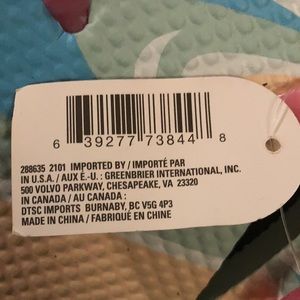 6 39277 73844 8
288635 2101 IMPORTED BY / IMPORTÉ PAR
IN U.S.A. / AUX É.-U. : GREENBRIER INTERNATIONAL, INC.
500 VOLVO PARKWAY, CHESAPEAKE, VA 23320
IN CANADA / AU CANADA :
DTSC IMPORTS BURNABY, BC V5G 4P3
MADE IN CHINA / FABRIQUÉ EN CHINE